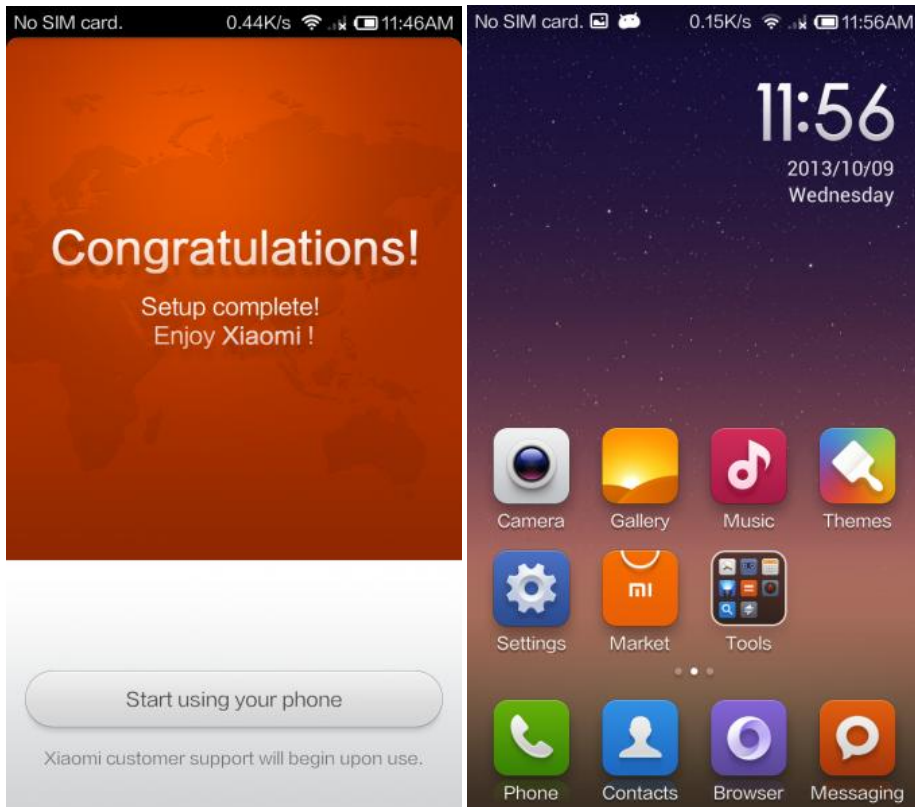 No SIM card. 0.44K/s 11:46AM
Congratulations!
Setup complete!
Enjoy Xiaomi !
Start using your phone
Xiaomi customer support will begin upon use.
No SIM card. 0.15K/s 11:56AM
11:56
2013/10/09
Wednesday
Camera Gallery Music Themes
mi
Settings Market Tools
Phone Contacts Browser Messaging